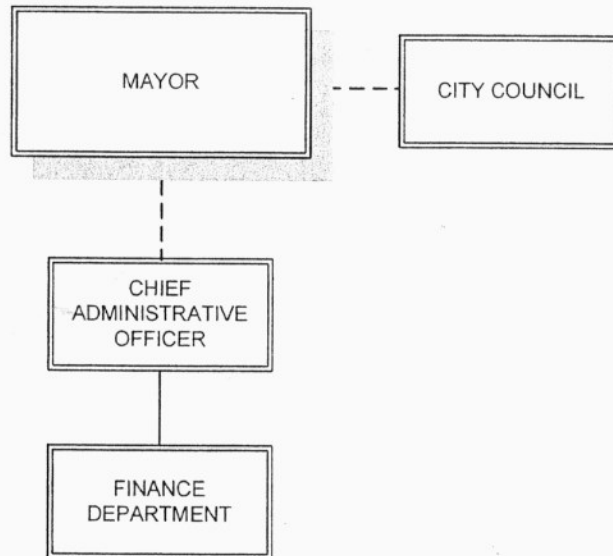 MAYOR
CITY COUNCIL
CHIEF
ADMINISTRATIVE
OFFICER
FINANCE
DEPARTMENT